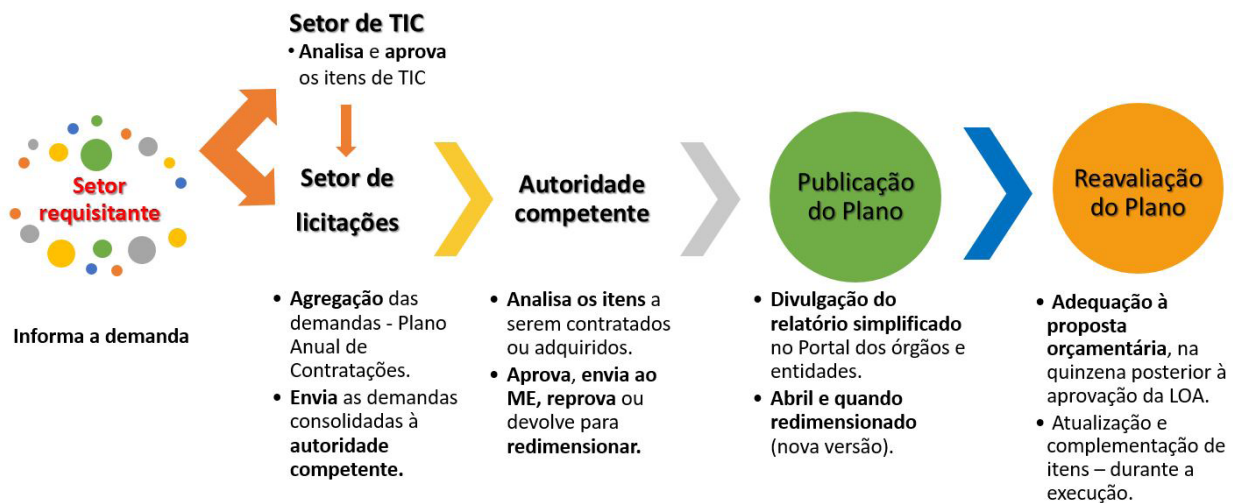 Setor de TIC
• Analisa e aprova
os itens de TIC
Setor
requisitante
Informa a demanda
Setor de
licitações
• Agregação das
demandas - Plano
Anual de
Contratações.
• Envia as demandas
consolidadas à
autoridade
competente.
Autoridade
competente
• Analisa os itens a
serem contratados
ou adquiridos.
• Aprova, envia ao
ME, reprova ou
devolve para
redimensionar.
Publicação
do Plano
• Divulgação do
relatório simplificado
no Portal dos órgãos e
entidades.
• Abril e quando
redimensionado
(nova versão).
Reavaliação
do Plano
• Adequação à
proposta
orçamentária, na
quinzena posterior à
aprovação da LOA.
• Atualização e
complementação de
itens – durante a
execução.